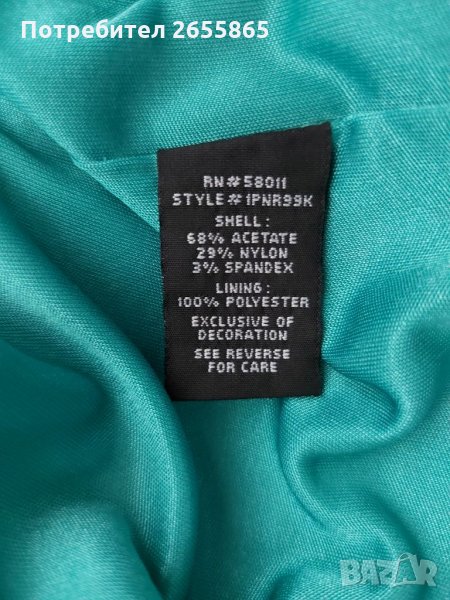 Потребител 2655865
RN#58011
STYLE#1PNR99K
SHELL:
68% ACETATE
29% NYLON
3% SPANDEX
LINING:
100% POLYESTER
EXCLUSIVE OF
DECORATION
SEE REVERSE
FOR CARE
BAZAR